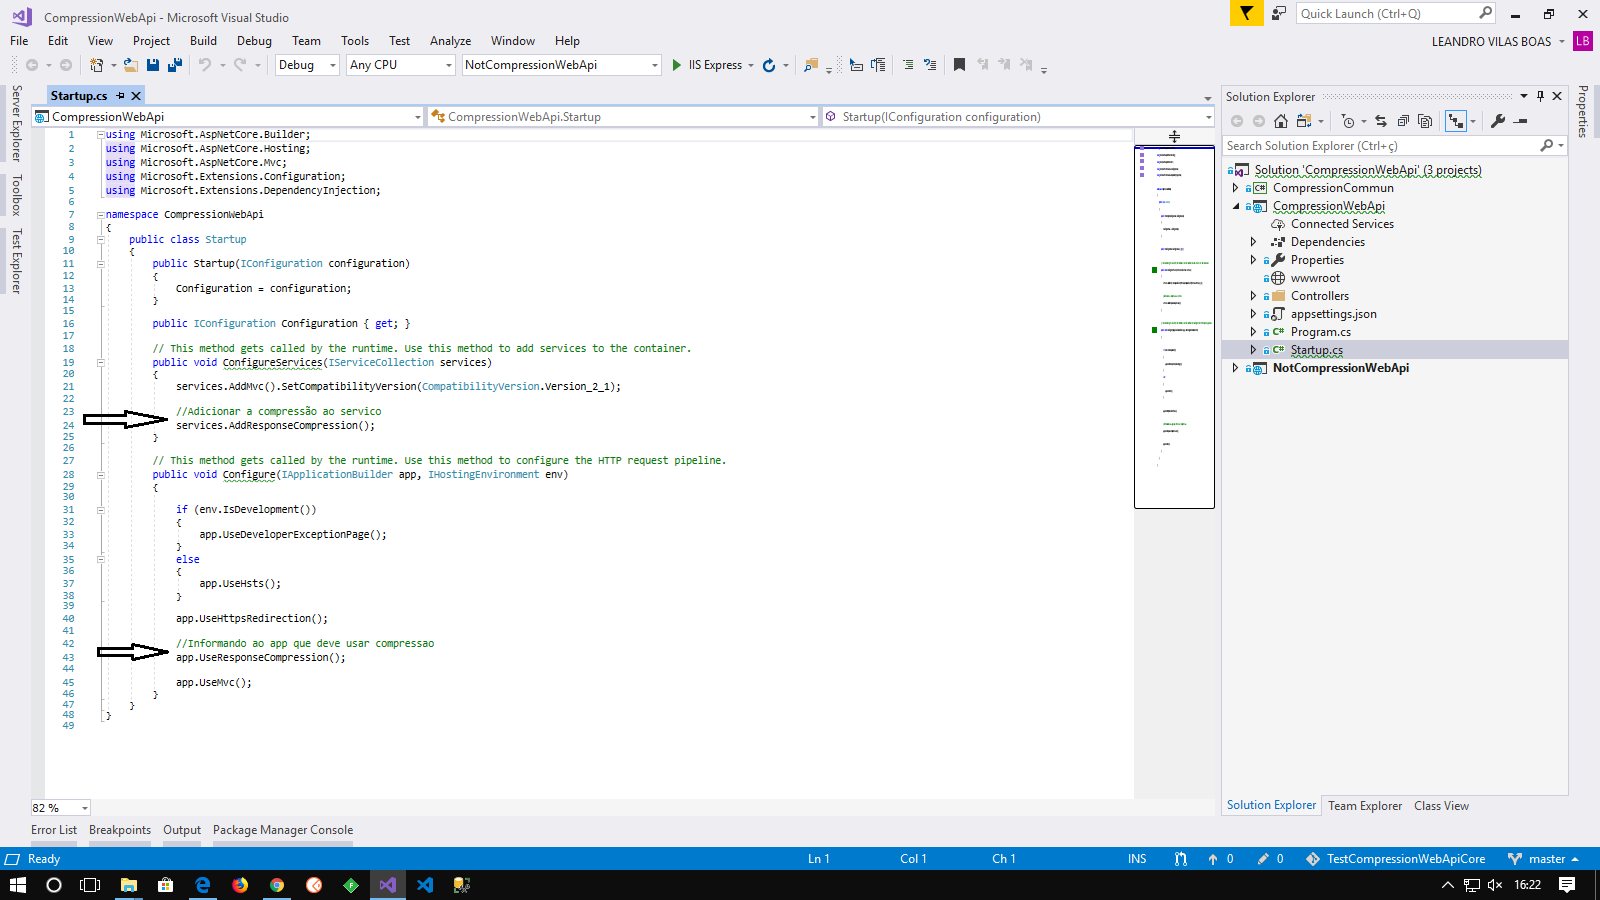 CompressionWebApi - Microsoft Visual Studio
Quick Launch (Ctrl+Q)
File Edit View Project Build Debug Team Tools Test Analyze Window Help
LEANDRO VILAS BOAS LB
Debug Any CPU NotCompressionWebApi IIS Express
Server Explorer
Toolbox
Test Explorer
Startup.cs
CompressionWebApi CompressionWebApi.Startup Startup(IConfiguration configuration)
1 using Microsoft.AspNetCore.Builder;
2 using Microsoft.AspNetCore.Hosting;
3 using Microsoft.AspNetCore.Mvc;
4 using Microsoft.Extensions.Configuration;
5 using Microsoft.Extensions.DependencyInjection;
6
7 namespace CompressionWebApi
8 {
9 public class Startup
10 {
11 public Startup(IConfiguration configuration)
12 {
13 Configuration = configuration;
14 }
15
16 public IConfiguration Configuration { get; }
17
18 // This method gets called by the runtime. Use this method to add services to the container.
19 public void ConfigureServices(IServiceCollection services)
20 {
21 services.AddMvc().SetCompatibilityVersion(CompatibilityVersion.Version_2_1);
22
23 //Adicionar a compressão ao servico
24 services.AddResponseCompression();
25 }
26
27 // This method gets called by the runtime. Use this method to configure the HTTP request pipeline.
28 public void Configure(IApplicationBuilder app, IHostingEnvironment env)
29 {
30
31 if (env.IsDevelopment())
32 {
33 app.UseDeveloperExceptionPage();
34 }
35 else
36 {
37 app.UseHsts();
38 }
39
40 app.UseHttpsRedirection();
41
42 //Informando ao app que deve usar compressao
43 app.UseResponseCompression();
44
45 app.UseMvc();
46 }
47 }
48 }
49
82 %
Solution Explorer
Search Solution Explorer (Ctrl+ç)
Solution 'CompressionWebApi' (3 projects)
C# CompressionCommun
CompressionWebApi
Connected Services
Dependencies
Properties
wwwroot
Controllers
appsettings.json
C# Program.cs
C# Startup.cs
NotCompressionWebApi
Solution Explorer Team Explorer Class View
Properties
Error List Breakpoints Output Package Manager Console
Ready Ln 1 Col 1 Ch 1 INS 0 0 TestCompressionWebApiCore master
16:22